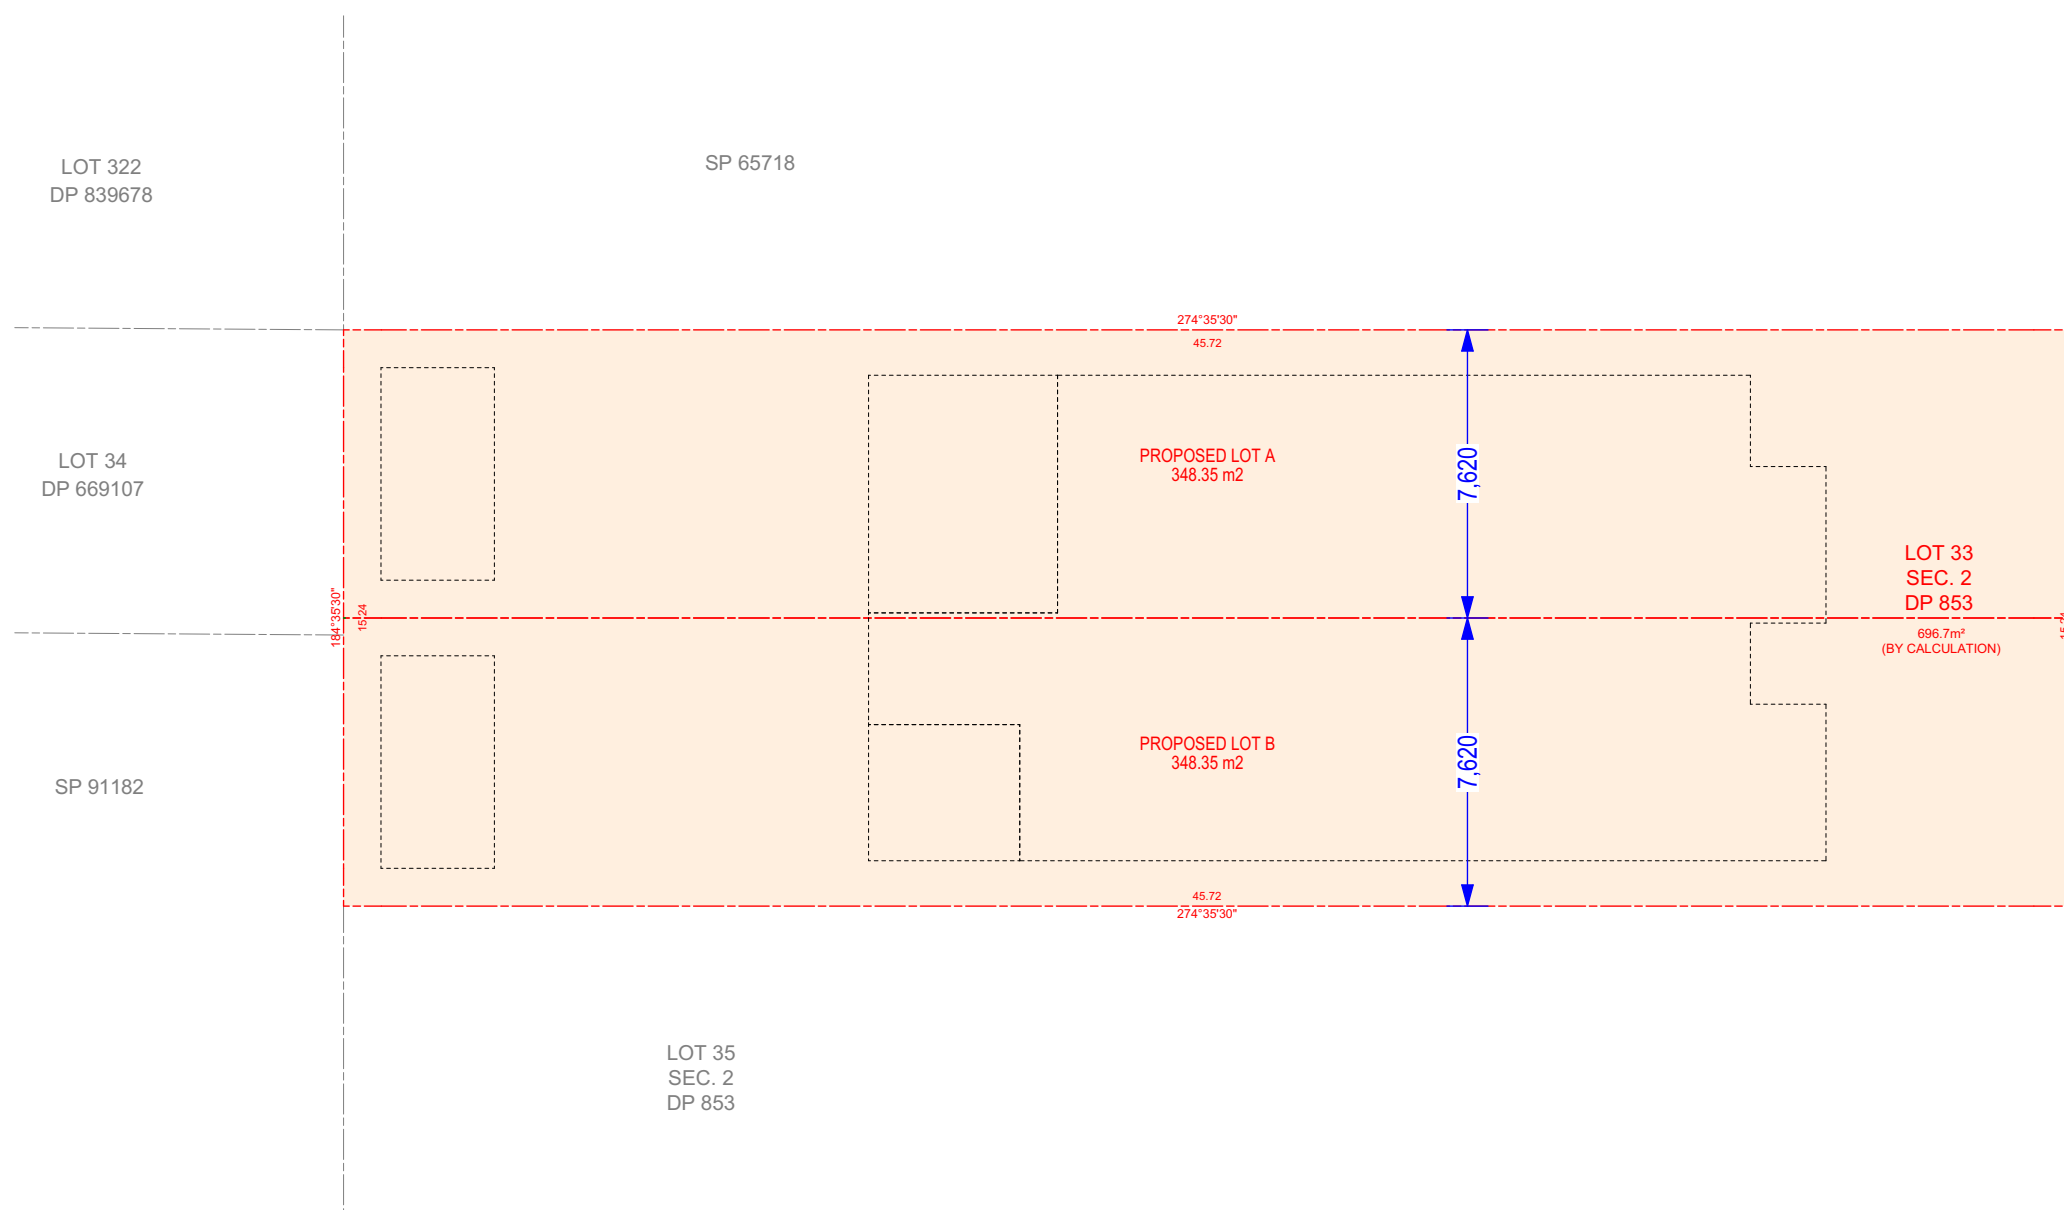 LOT 322
DP 839678
SP 65718
274°35'30"
45.72
LOT 34
DP 669107
PROPOSED LOT A
348.35 m2
7,620
LOT 33
SEC. 2
DP 853
184°35'30"
15.24
696.7m²
(BY CALCULATION)
SP 91182
PROPOSED LOT B
348.35 m2
7,620
45.72
274°35'30"
LOT 35
SEC. 2
DP 853